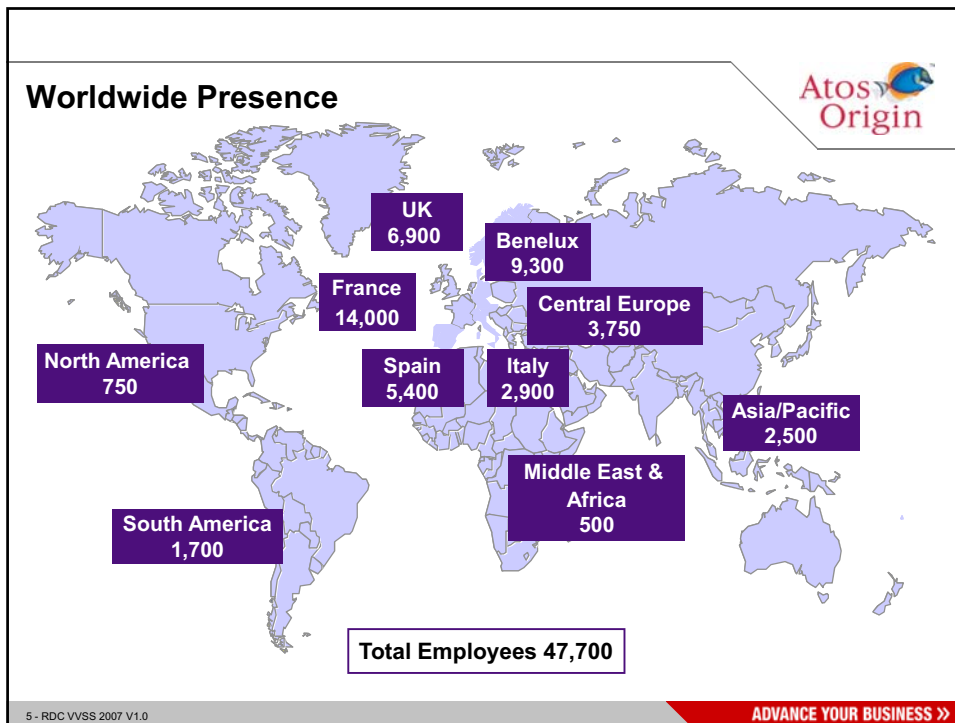 Worldwide Presence
Atos
Origin
™
UK
6,900
Benelux
9,300
France
14,000
Central Europe
3,750
North America
750
Spain
5,400
Italy
2,900
Asia/Pacific
2,500
Middle East &
Africa
500
South America
1,700
Total Employees 47,700
5 - RDC VVSS 2007 V1.0
ADVANCE YOUR BUSINESS »